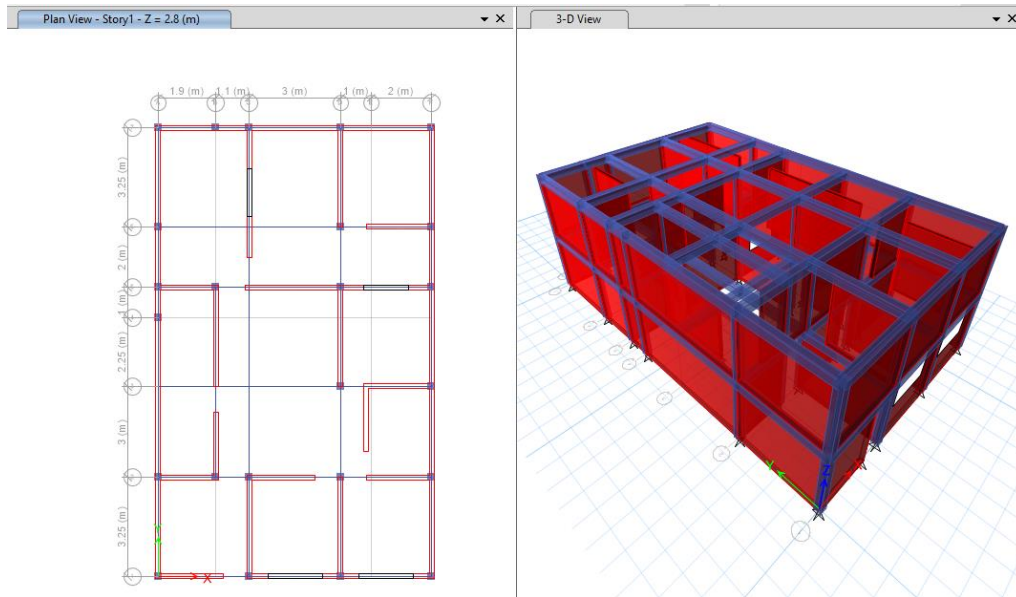 Plan View - Story1 - Z = 2.8 (m)
3-D View
1.9 (m)
1.1 (m)
3 (m)
1 (m)
2 (m)
3.25 (m)
2 (m)
1 (m)
2.25 (m)
3 (m)
3.25 (m)
Y
X
Y
Z